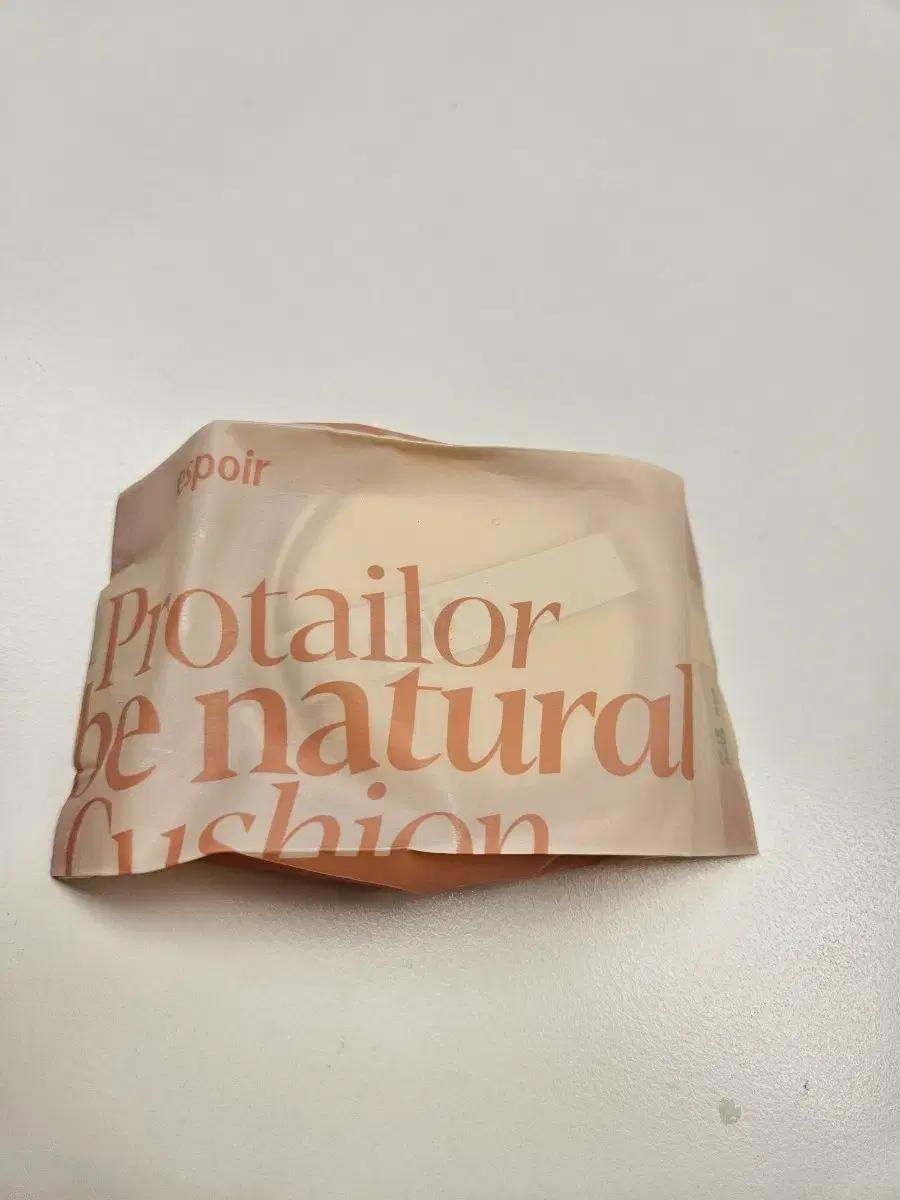 espoir
Protailor
be natural
Cushion